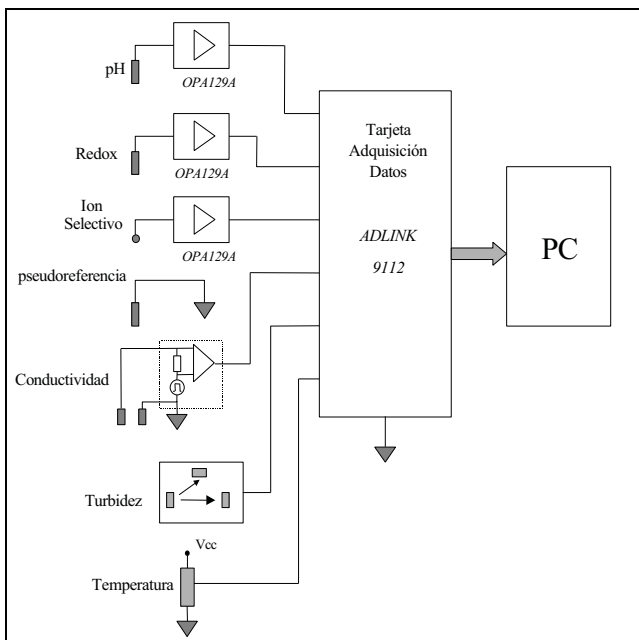 pH
OPA129A
Redox
OPA129A
Ion
Selectivo
OPA129A
pseudoreferencia
Conductividad
Turbidez
Vcc
Temperatura
Tarjeta
Adquisición
Datos
ADLINK
9112
PC